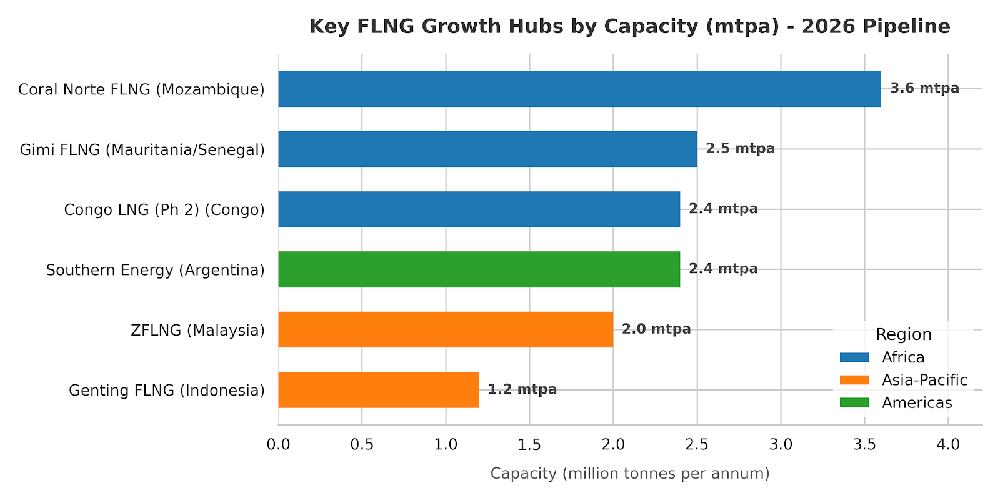 Key FLNG Growth Hubs by Capacity (mtpa) - 2026 Pipeline
Coral Norte FLNG (Mozambique)
3.6 mtpa
Gimi FLNG (Mauritania/Senegal)
2.5 mtpa
Congo LNG (Ph 2) (Congo)
2.4 mtpa
Southern Energy (Argentina)
2.4 mtpa
ZFLNG (Malaysia)
2.0 mtpa
Genting FLNG (Indonesia)
1.2 mtpa
Region
Africa
Asia-Pacific
Americas
0.0 0.5 1.0 1.5 2.0 2.5 3.0 3.5 4.0
Capacity (million tonnes per annum)